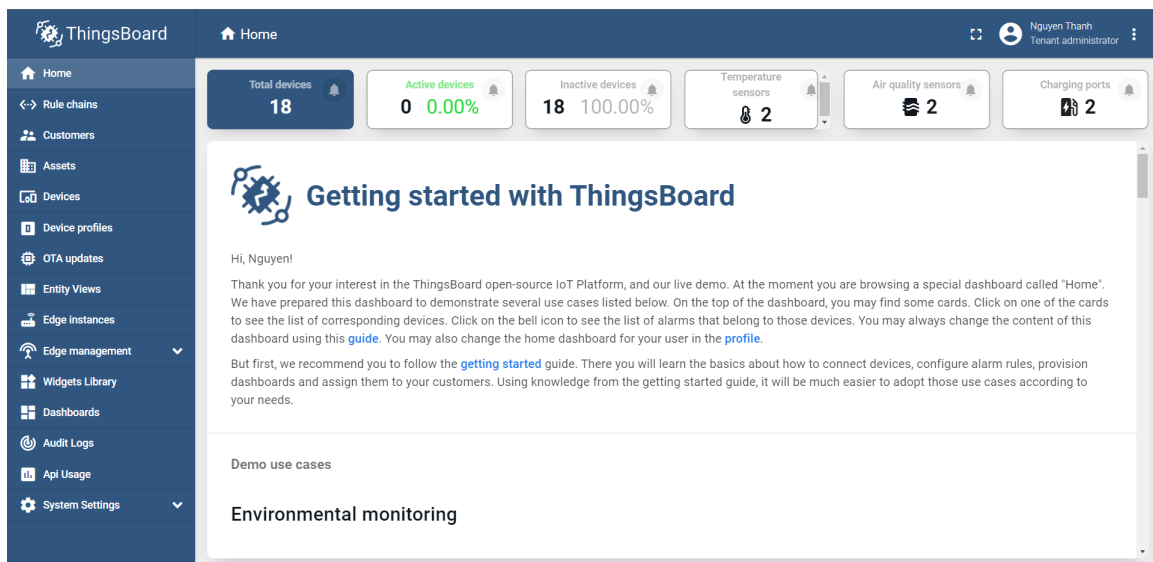 ThingsBoard
Home
Nguyen Thanh
Tenant administrator
Home
Rule chains
Customers
Assets
Devices
Device profiles
OTA updates
Entity Views
Edge instances
Edge management
Widgets Library
Dashboards
Audit Logs
Api Usage
System Settings
Total devices
18
Active devices
0 0.00%
Inactive devices
18 100.00%
Temperature
sensors
2
Air quality sensors
2
Charging ports
2
Getting started with ThingsBoard
Hi, Nguyen!
Thank you for your interest in the ThingsBoard open-source IoT Platform, and our live demo. At the moment you are browsing a special dashboard called "Home".
We have prepared this dashboard to demonstrate several use cases listed below. On the top of the dashboard, you may find some cards. Click on one of the cards
to see the list of corresponding devices. Click on the bell icon to see the list of alarms that belong to those devices. You may always change the content of this
dashboard using this guide. You may also change the home dashboard for your user in the profile.
But first, we recommend you to follow the getting started guide. There you will learn the basics about how to connect devices, configure alarm rules, provision
dashboards and assign them to your customers. Using knowledge from the getting started guide, it will be much easier to adopt those use cases according to
your needs.
Demo use cases
Environmental monitoring